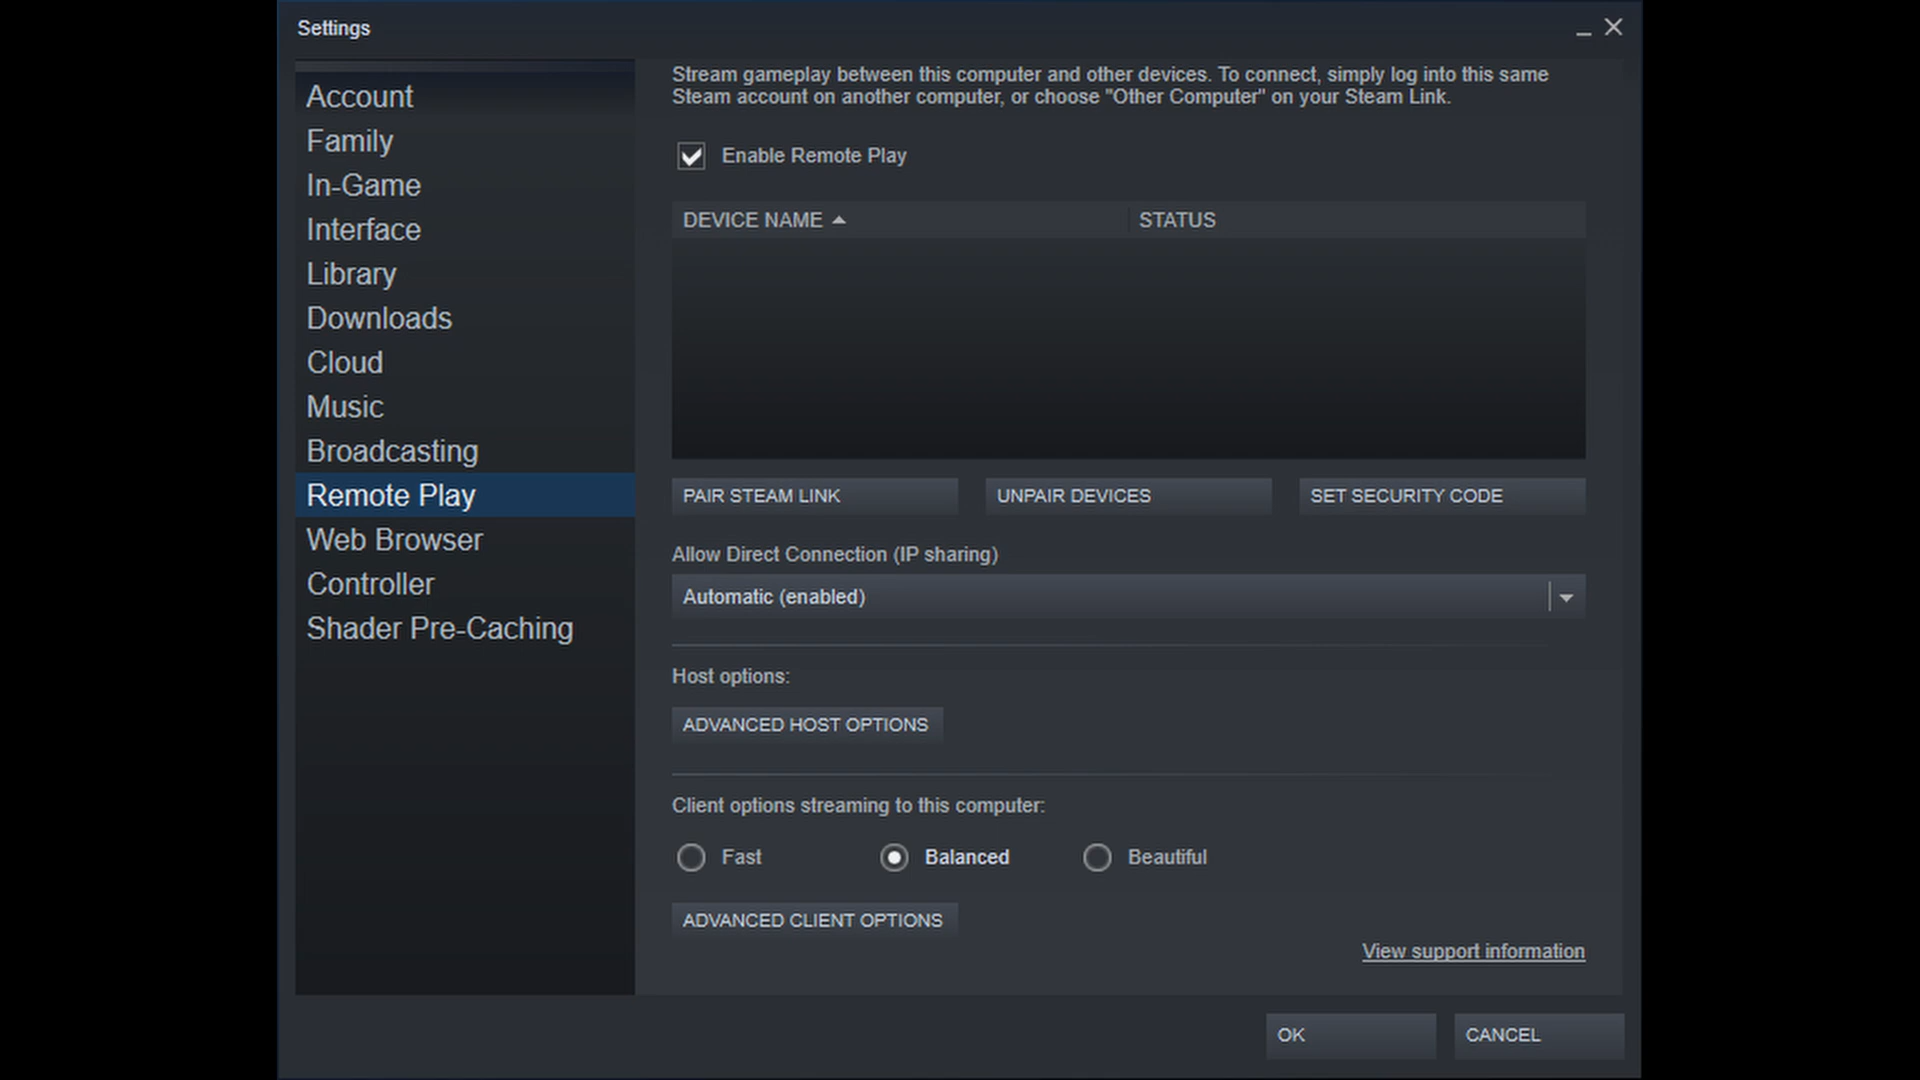 Settings
Account
Family
In-Game
Interface
Library
Downloads
Cloud
Music
Broadcasting
Remote Play
Web Browser
Controller
Shader Pre-Caching
Stream gameplay between this computer and other devices. To connect, simply log into this same
Steam account on another computer, or choose "Other Computer" on your Steam Link.
Enable Remote Play
DEVICE NAME STATUS
PAIR STEAM LINK UNPAIR DEVICES SET SECURITY CODE
Allow Direct Connection (IP sharing)
Automatic (enabled)
Host options:
ADVANCED HOST OPTIONS
Client options streaming to this computer:
Fast Balanced Beautiful
ADVANCED CLIENT OPTIONS
View support information
OK CANCEL